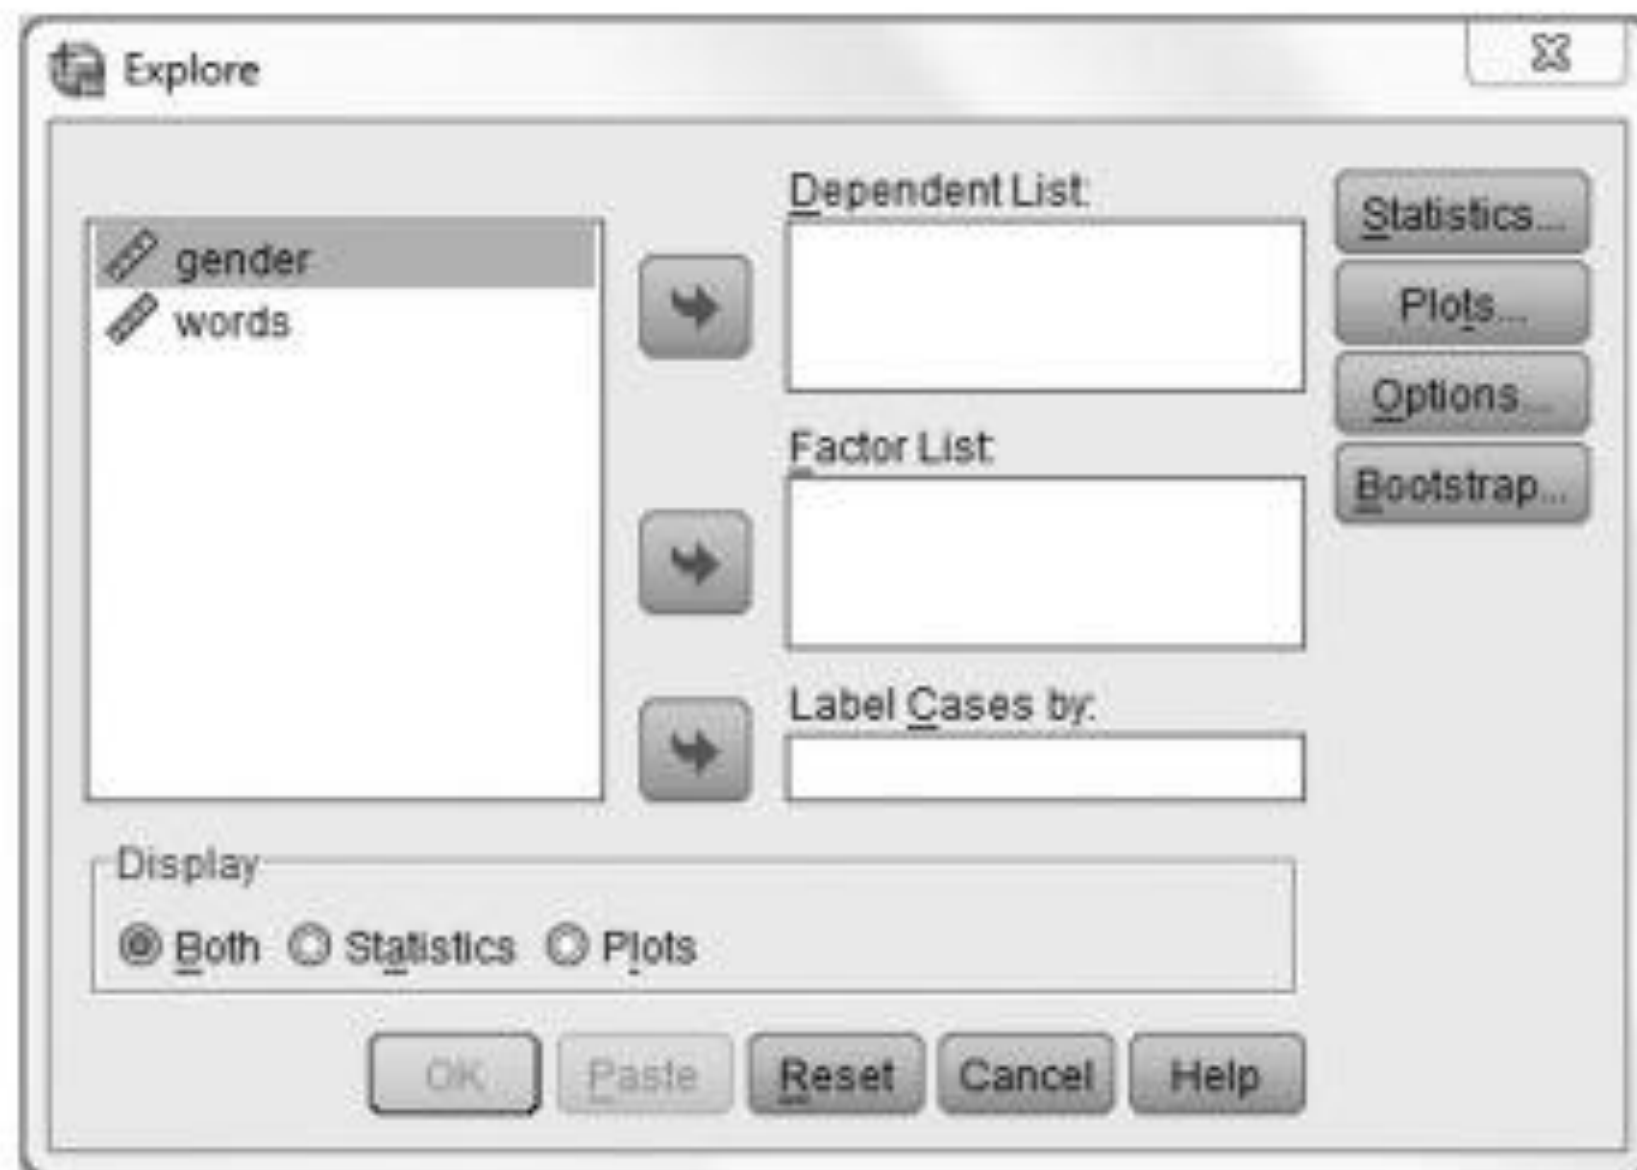 Explore
Dependent List:
gender
words
Statistics...
Plots...
Options...
Bootstrap...
Factor List:
Label Cases by:
Display
Both Statistics Plots
OK Paste Reset Cancel Help